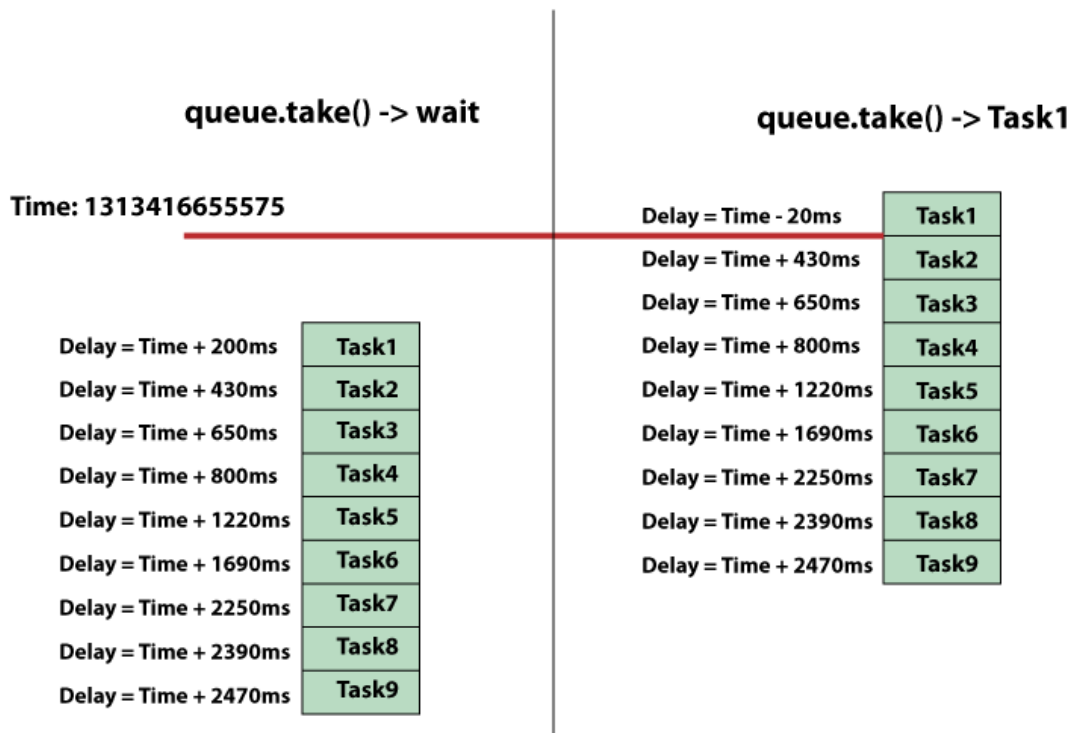 queue.take() -> wait
Time: 1313416655575
Delay = Time + 200ms Task1
Delay = Time + 430ms Task2
Delay = Time + 650ms Task3
Delay = Time + 800ms Task4
Delay = Time + 1220ms Task5
Delay = Time + 1690ms Task6
Delay = Time + 2250ms Task7
Delay = Time + 2390ms Task8
Delay = Time + 2470ms Task9
queue.take() -> Task1
Delay = Time - 20ms Task1
Delay = Time + 430ms Task2
Delay = Time + 650ms Task3
Delay = Time + 800ms Task4
Delay = Time + 1220ms Task5
Delay = Time + 1690ms Task6
Delay = Time + 2250ms Task7
Delay = Time + 2390ms Task8
Delay = Time + 2470ms Task9